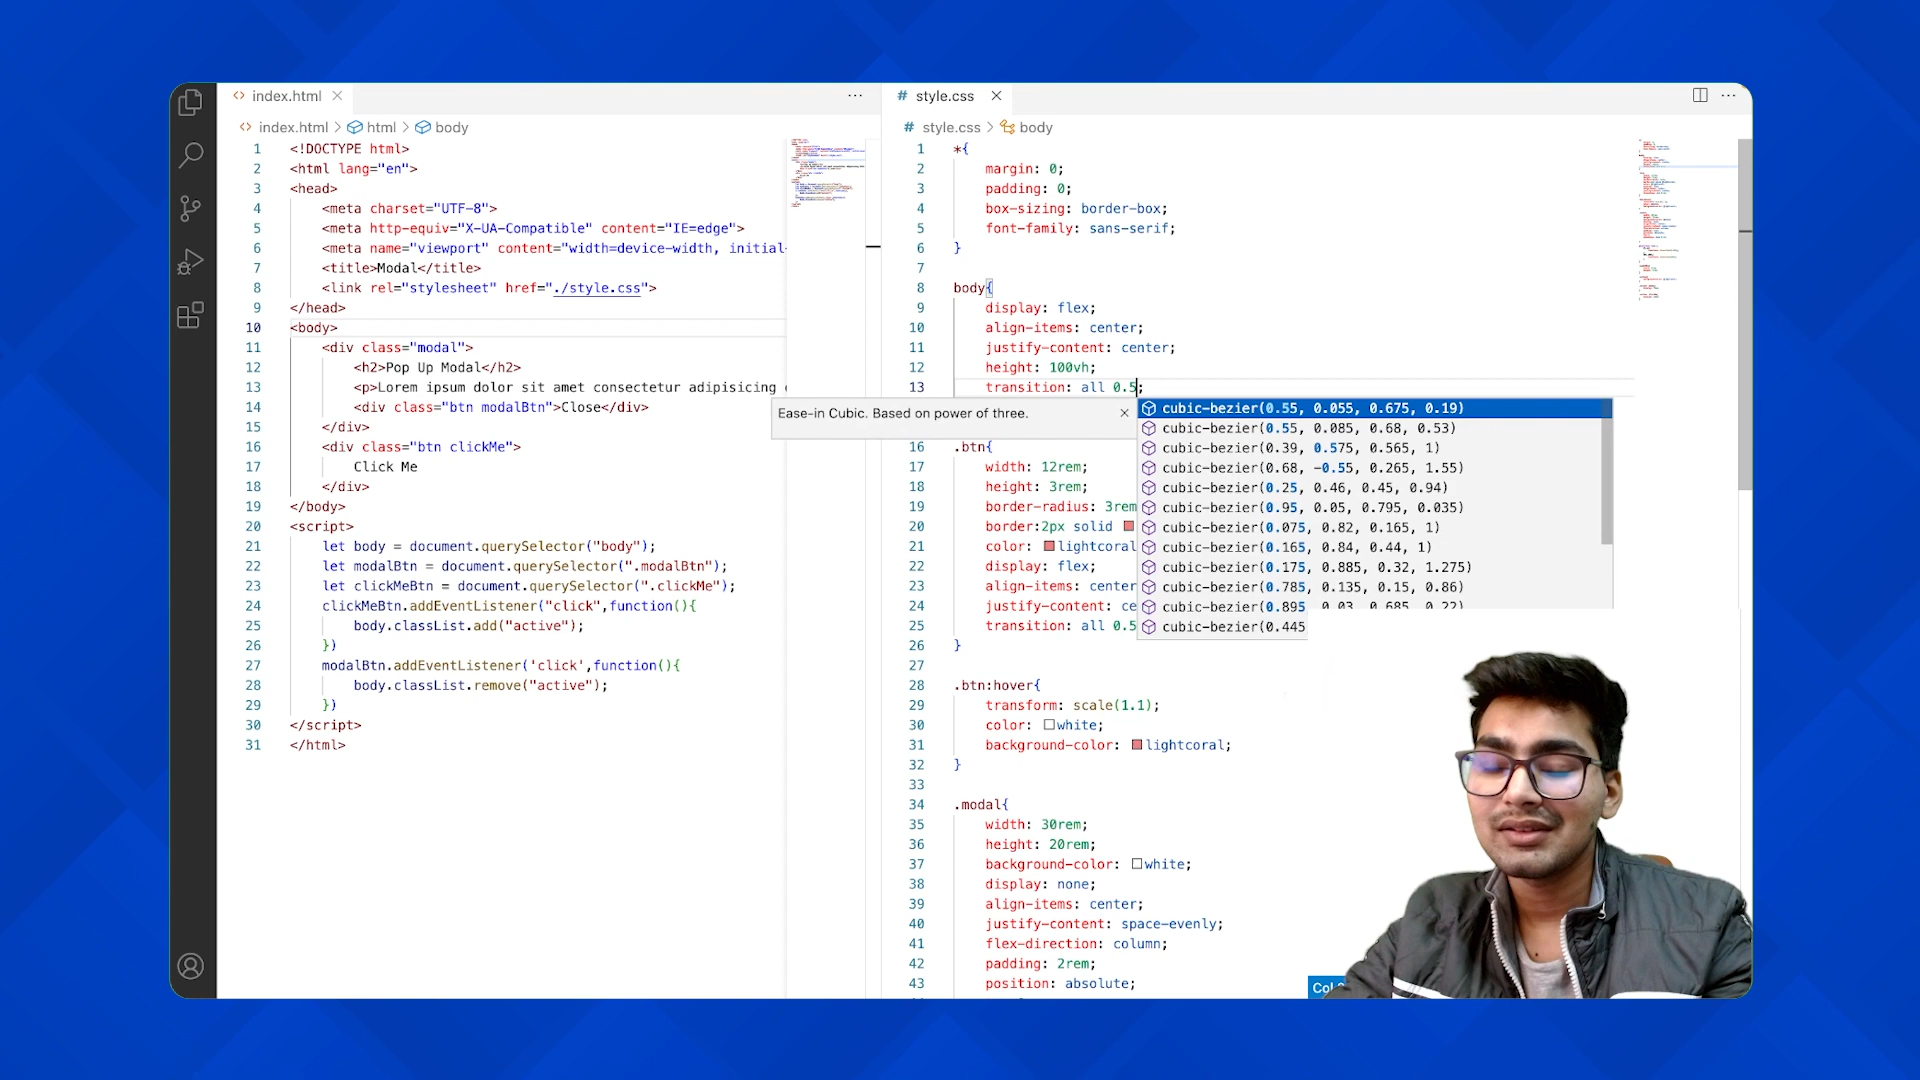 index.html
index.html > html > body
1 <!DOCTYPE html>
2 <html lang="en">
3 <head>
4 <meta charset="UTF-8">
5 <meta http-equiv="X-UA-Compatible" content="IE=edge">
6 <meta name="viewport" content="width=device-width, initial-
7 <title>Modal</title>
8 <link rel="stylesheet" href="./style.css">
9 </head>
10 <body>
11 <div class="modal">
12 <h2>Pop Up Modal</h2>
13 <p>Lorem ipsum dolor sit amet consectetur adipisicing
14 <div class="btn modalBtn">Close</div>
15 </div>
16 <div class="btn clickMe">
17 Click Me
18 </div>
19 </body>
20 <script>
21 let body = document.querySelector("body");
22 let modalBtn = document.querySelector(".modalBtn");
23 let clickMeBtn = document.querySelector(".clickMe");
24 clickMeBtn.addEventListener("click",function(){
25 body.classList.add("active");
26 })
27 modalBtn.addEventListener('click',function(){
28 body.classList.remove("active");
29 })
30 </script>
31 </html>
# style.css
# style.css > body
1 *{
2 margin: 0;
3 padding: 0;
4 box-sizing: border-box;
5 font-family: sans-serif;
6 }
7
8 body{
9 display: flex;
10 align-items: center;
11 justify-content: center;
12 height: 100vh;
13 transition: all 0.5;
Ease-in Cubic. Based on power of three.
cubic-bezier(0.55, 0.055, 0.675, 0.19)
cubic-bezier(0.55, 0.085, 0.68, 0.53)
cubic-bezier(0.39, 0.575, 0.565, 1)
cubic-bezier(0.68, -0.55, 0.265, 1.55)
cubic-bezier(0.25, 0.46, 0.45, 0.94)
cubic-bezier(0.95, 0.05, 0.795, 0.035)
cubic-bezier(0.075, 0.82, 0.165, 1)
cubic-bezier(0.165, 0.84, 0.44, 1)
cubic-bezier(0.175, 0.885, 0.32, 1.275)
cubic-bezier(0.785, 0.135, 0.15, 0.86)
cubic-bezier(0.895, 0.03, 0.685, 0.22)
cubic-bezier(0.445
16 .btn{
17 width: 12rem;
18 height: 3rem;
19 border-radius: 3rem
20 border:2px solid
21 color: lightcoral
22 display: flex;
23 align-items: center
24 justify-content: ce
25 transition: all 0.5
26 }
27
28 .btn:hover{
29 transform: scale(1.1);
30 color: white;
31 background-color: lightcoral;
32 }
33
34 .modal{
35 width: 30rem;
36 height: 20rem;
37 background-color: white;
38 display: none;
39 align-items: center;
40 justify-content: space-evenly;
41 flex-direction: column;
42 padding: 2rem;
43 position: absolute;
Col